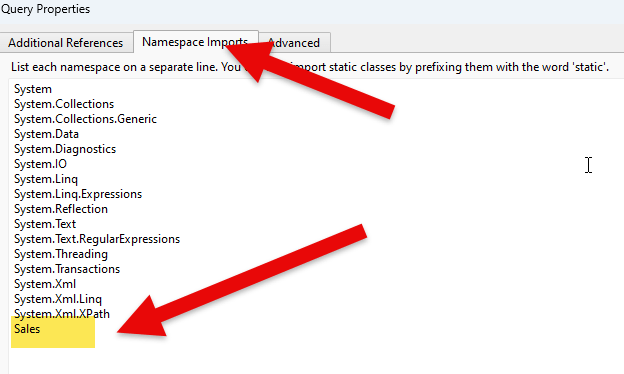 Query Properties
Additional References
Namespace Imports
Advanced
List each namespace on a separate line. You import static classes by prefixing them with the word 'static'.
System
System.Collections
System.Collections.Generic
System.Data
System.Diagnostics
System.IO
System.Linq
System.Linq.Expressions
System.Reflection
System.Text
System.Text.RegularExpressions
System.Threading
System.Transactions
System.Xml
System.Xml.Linq
System.Xml.XPath
Sales